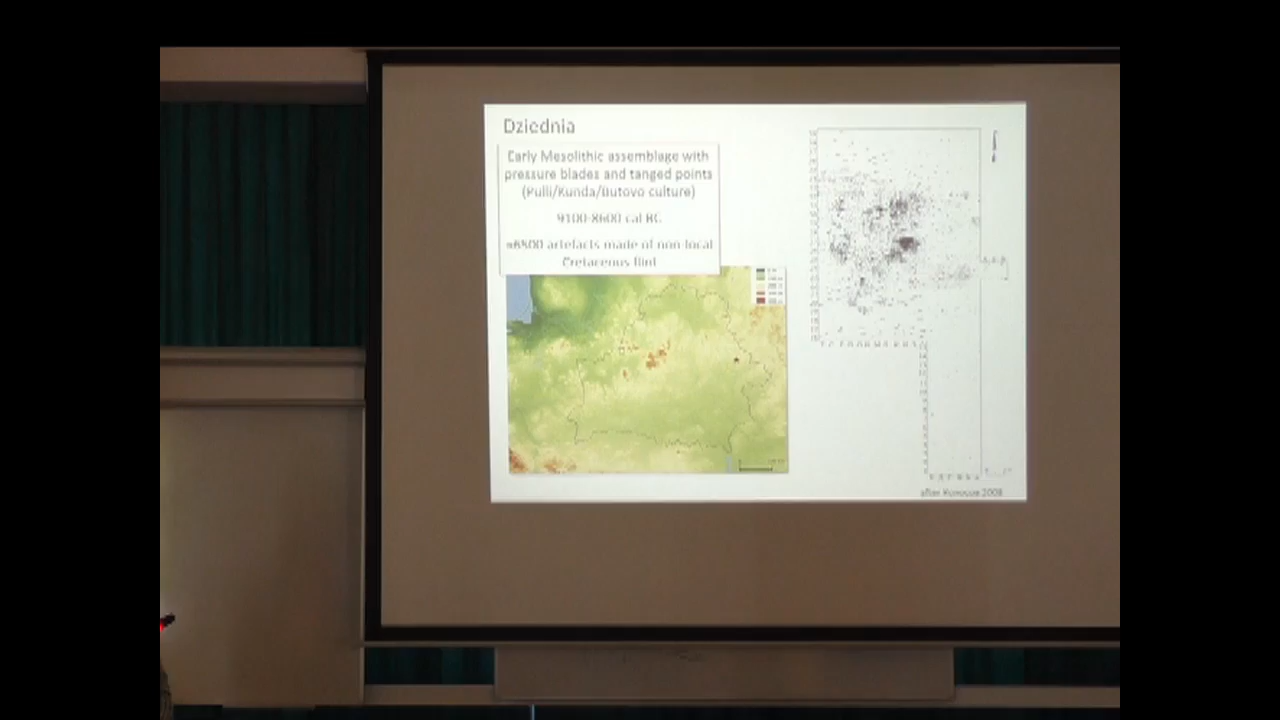 Dziednia
Early Mesolithic assemblage with
pressure blades and tanged points
(Pulli/Kunda/Butovo culture)
9100-8600 cal BC
≈6500 artefacts made of non-local
Cretaceous flint
after 2008